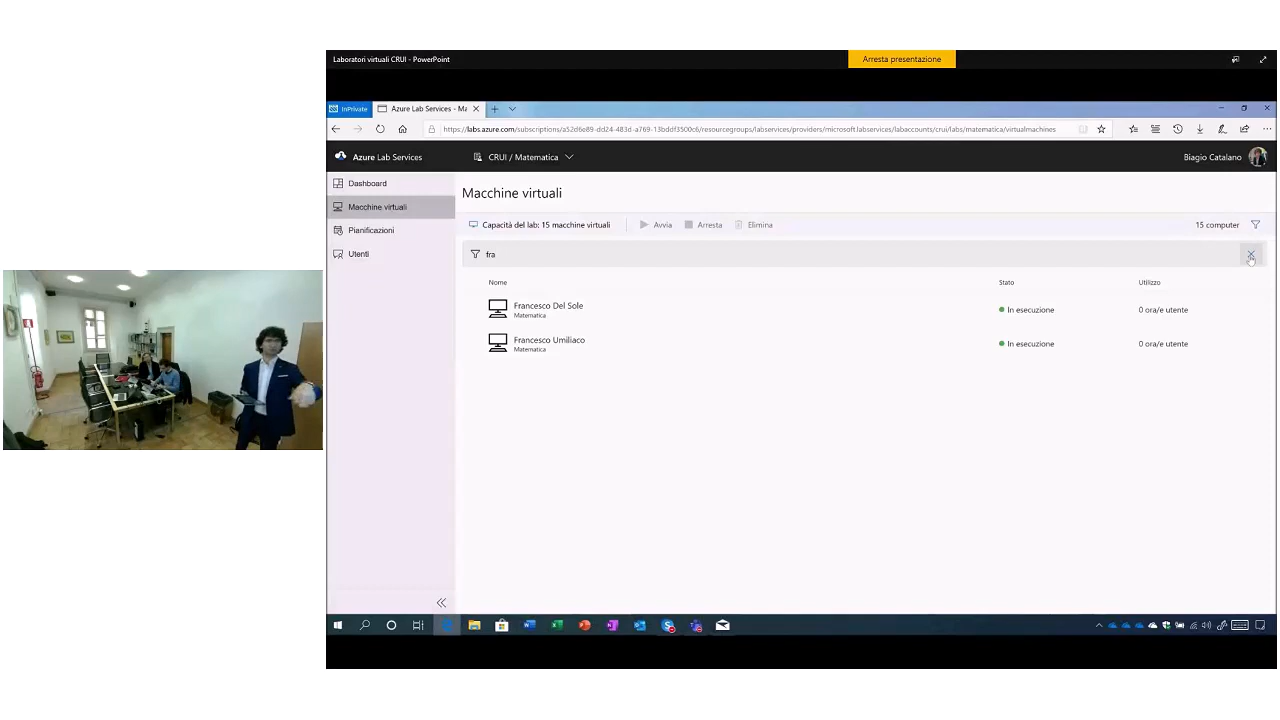 Laboratori virtuali CRUI - PowerPoint
Arresta presentazione
InPrivate
Azure Lab Services - Ma
https://labs.azure.com/subscriptions/a52d6e89-dd24-483d-a769-13bddf3500c6/resourcegroups/labservices/providers/microsoft.labservices/labaccounts/crui/labs/matematica/virtualmachines
Azure Lab Services
CRUI / Matematica
Biagio Catalano
Dashboard
Macchine virtuali
Pianificazioni
Utenti
Macchine virtuali
Capacità del lab: 15 macchine virtuali
Avvia
Arresta
Elimina
15 computer
fra
Nome
Stato
Utilizzo
Francesco Del Sole
Matematica
In esecuzione
0 ora/e utente
Francesco Umiliaco
Matematica
In esecuzione
0 ora/e utente